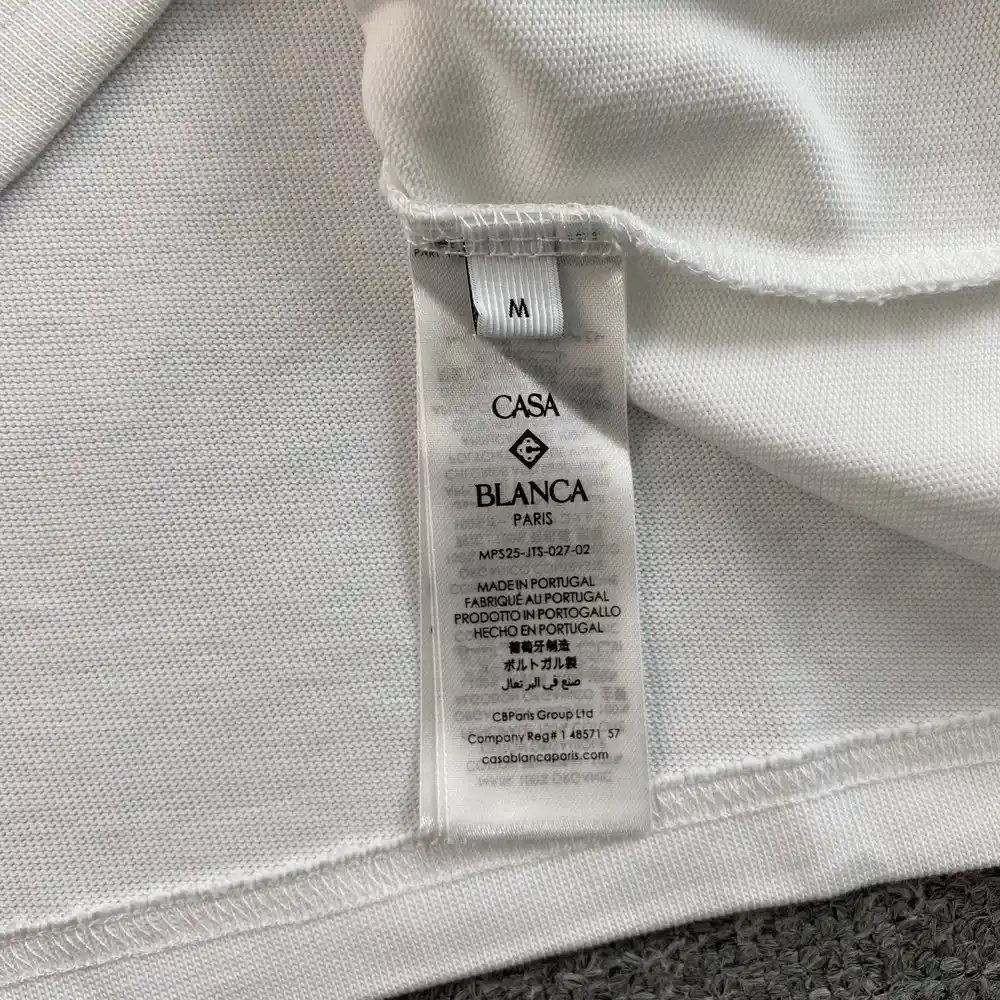 M
CASA
BLANCA
PARIS
MPS25-JTS-027-02
MADE IN PORTUGAL
FABRIQUÉ AU PORTUGAL
PRODOTTO IN PORTOGALLO
HECHO EN PORTUGAL
葡萄牙制造
ポルトガル製
صنع في البرتغال
CBParis Group Ltd
Company Reg# 148571 57
casablancaparis.com